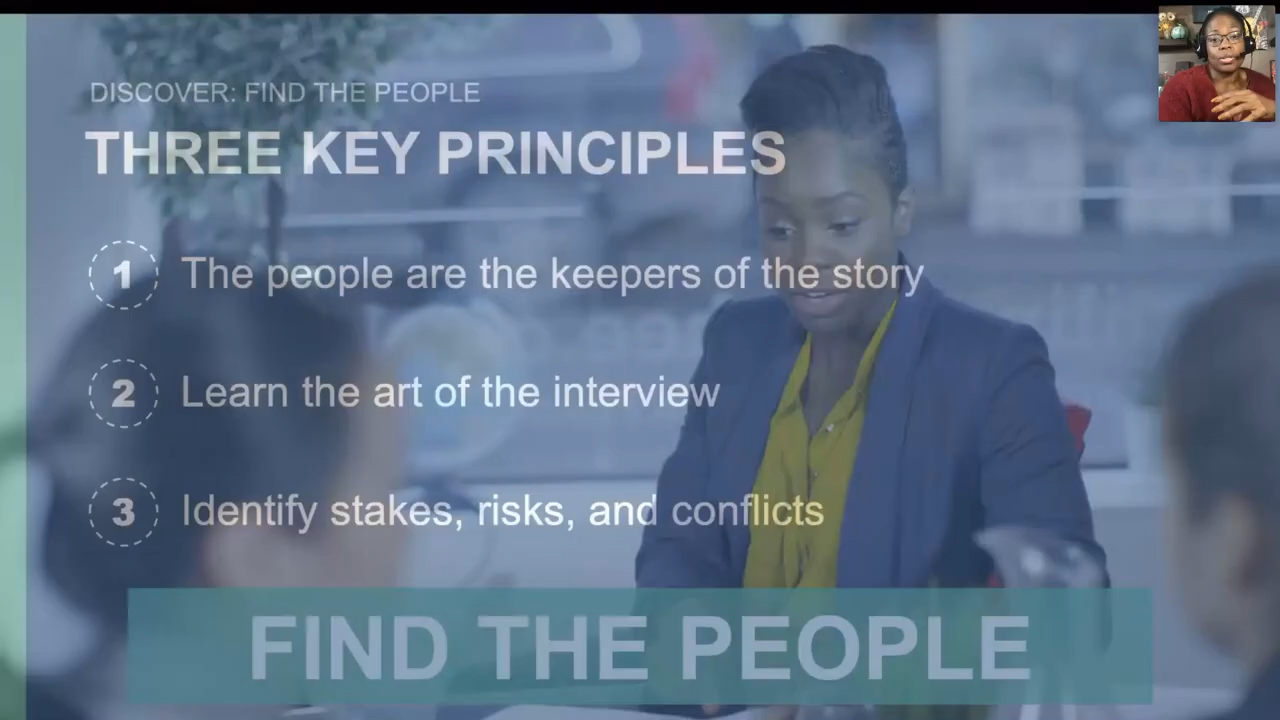 DISCOVER: FIND THE PEOPLE
THREE KEY PRINCIPLES
1 The people are the keepers of the story
2 Learn the art of the interview
3 Identify stakes, risks, and conflicts
FIND THE PEOPLE